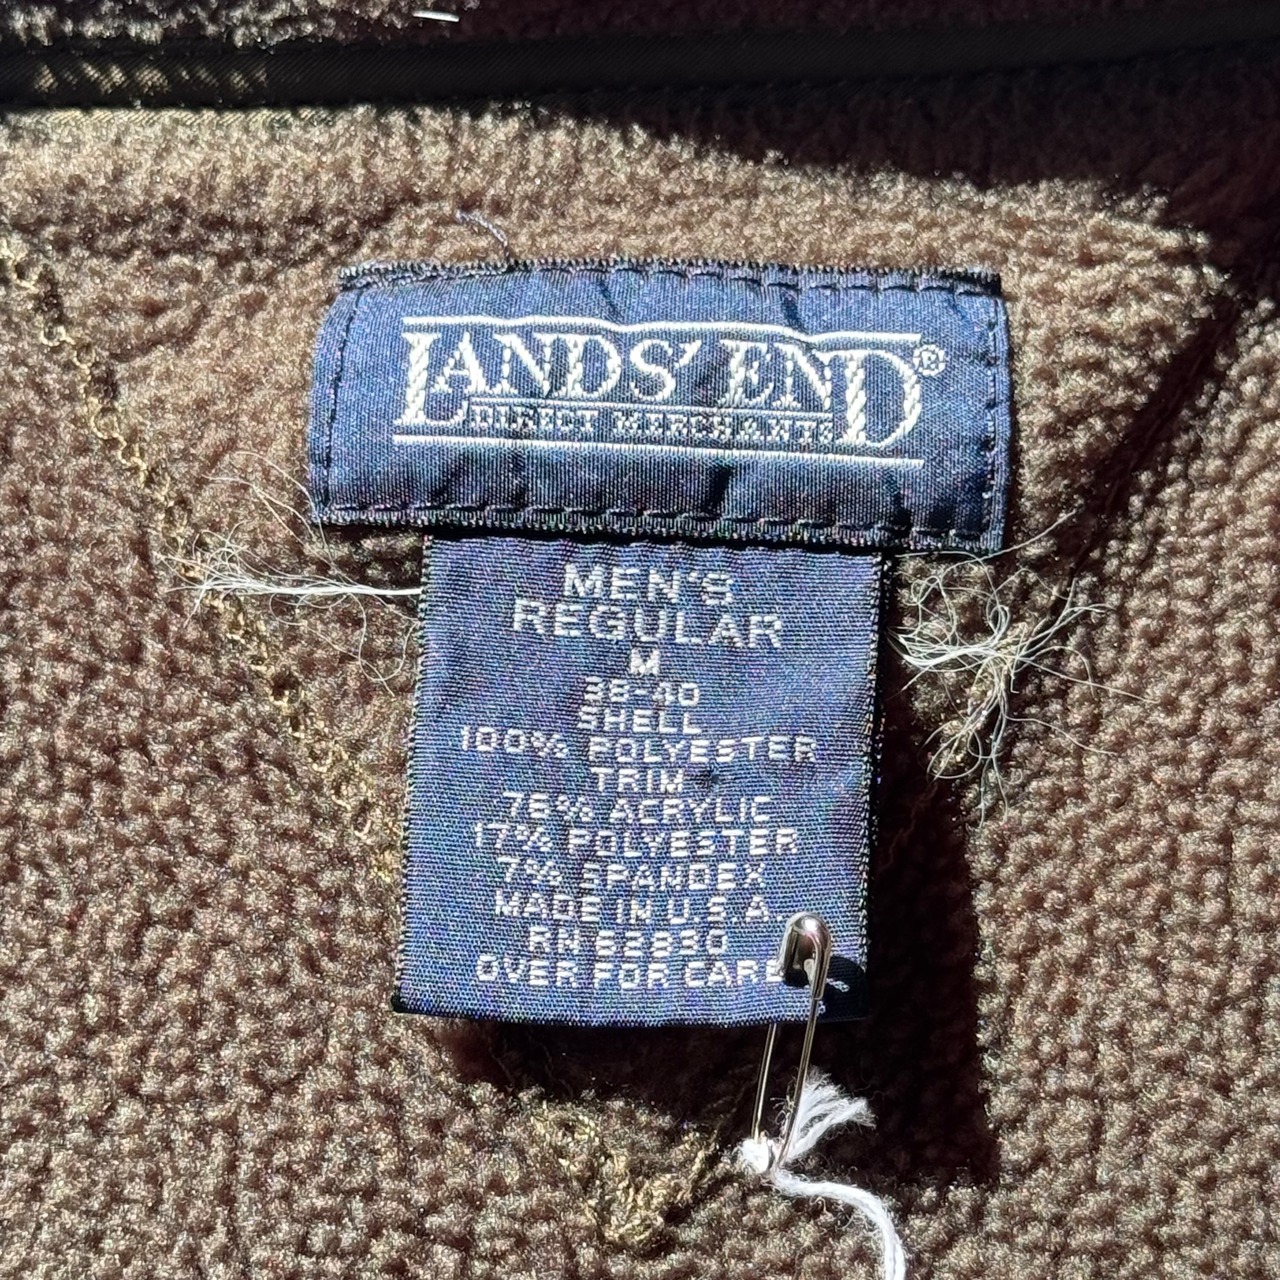 LANDS' END®
DIRECT MERCHANTS
MEN'S
REGULAR
M
38-40
SHELL
100% POLYESTER
TRIM
76% ACRYLIC
17% POLYESTER
7% SPANDEX
MADE IN U.S.A.
RN 62830
OVER FOR CARE